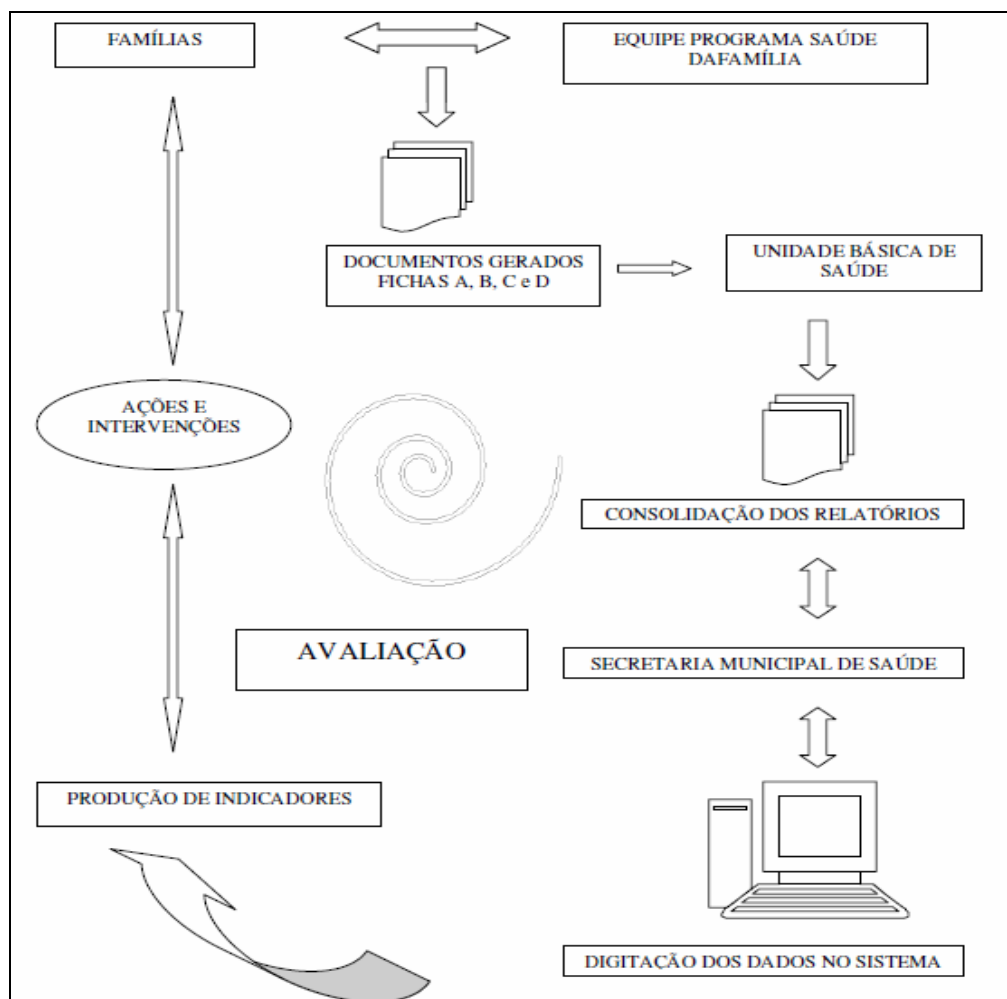 FAMÍLIAS
EQUIPE PROGRAMA SAÚDE
DAFAMÍLIA
DOCUMENTOS GERADOS
FICHAS A, B, C e D
UNIDADE BÁSICA DE
SAÚDE
AÇÕES E
INTERVENÇÕES
CONSOLIDAÇÃO DOS RELATÓRIOS
AVALIAÇÃO
SECRETARIA MUNICIPAL DE SAÚDE
PRODUÇÃO DE INDICADORES
DIGITAÇÃO DOS DADOS NO SISTEMA